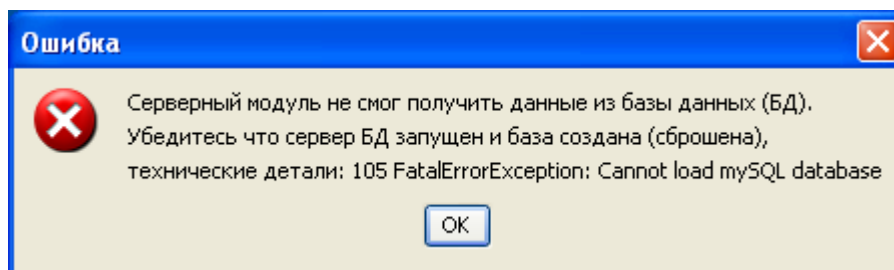 Ошибка
Серверный модуль не смог получить данные из базы данных (БД).
Убедитесь что сервер БД запущен и база создана (сброшена),
технические детали: 105 FatalErrorException: Cannot load mySQL database
OK